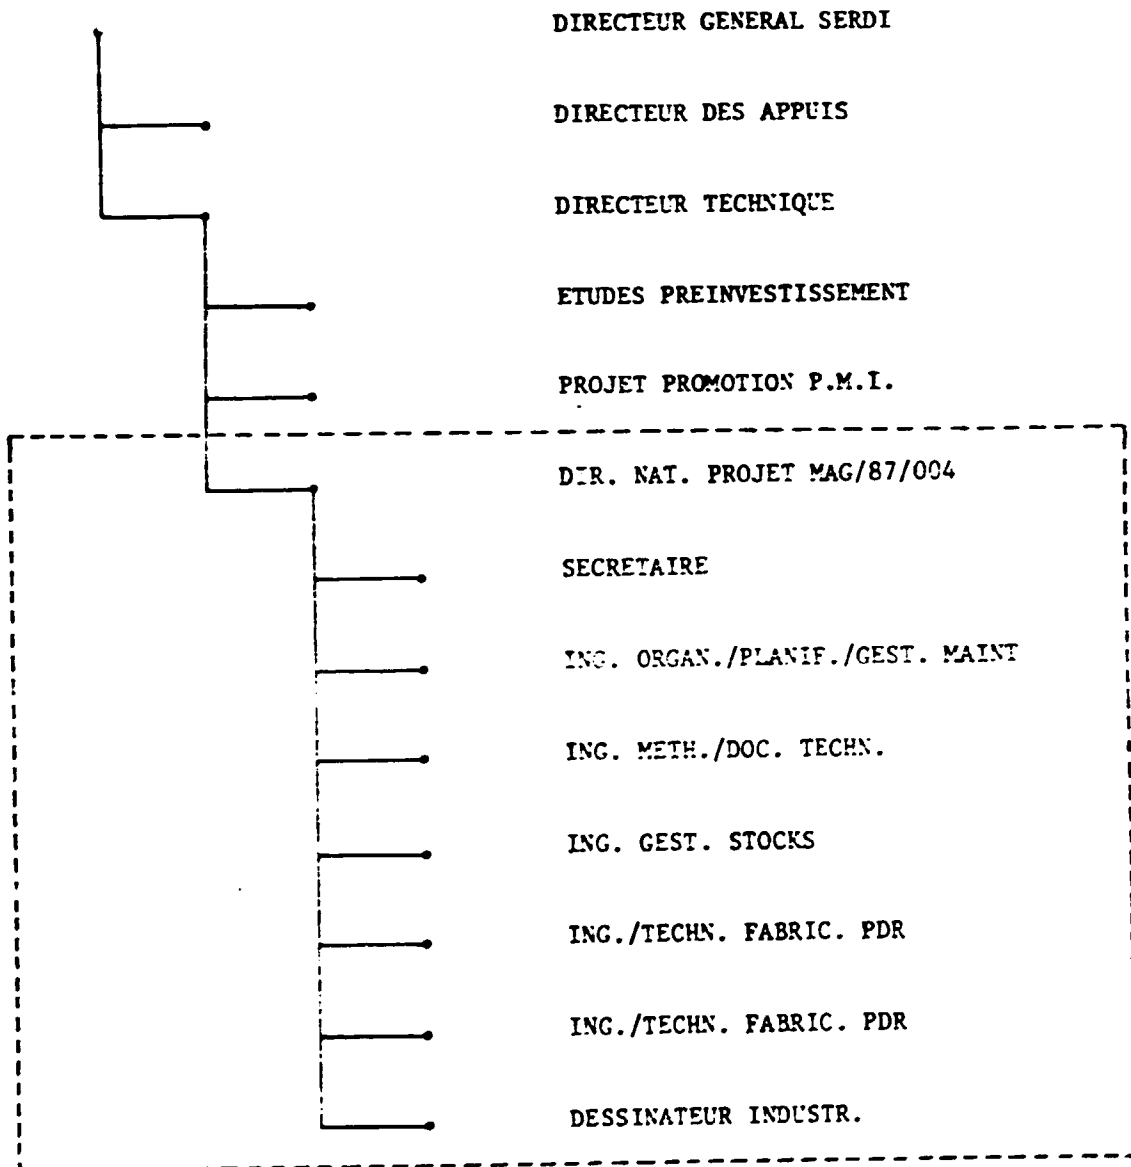 DIRECTEUR GENERAL SERDI
DIRECTEUR DES APPUIS
DIRECTEUR TECHNIQUE
ETUDES PREINVESTISSEMENT
PROJET PROMOTION P.M.I.
DIR. NAT. PROJET MAG/87/004
SECRETAIRE
ING. ORGAN./PLANIF./GEST. MAINT
ING. METH./DOC. TECHN.
ING. GEST. STOCKS
ING./TECHN. FABRIC. PDR
ING./TECHN. FABRIC. PDR
DESSINATEUR INDUSTR.